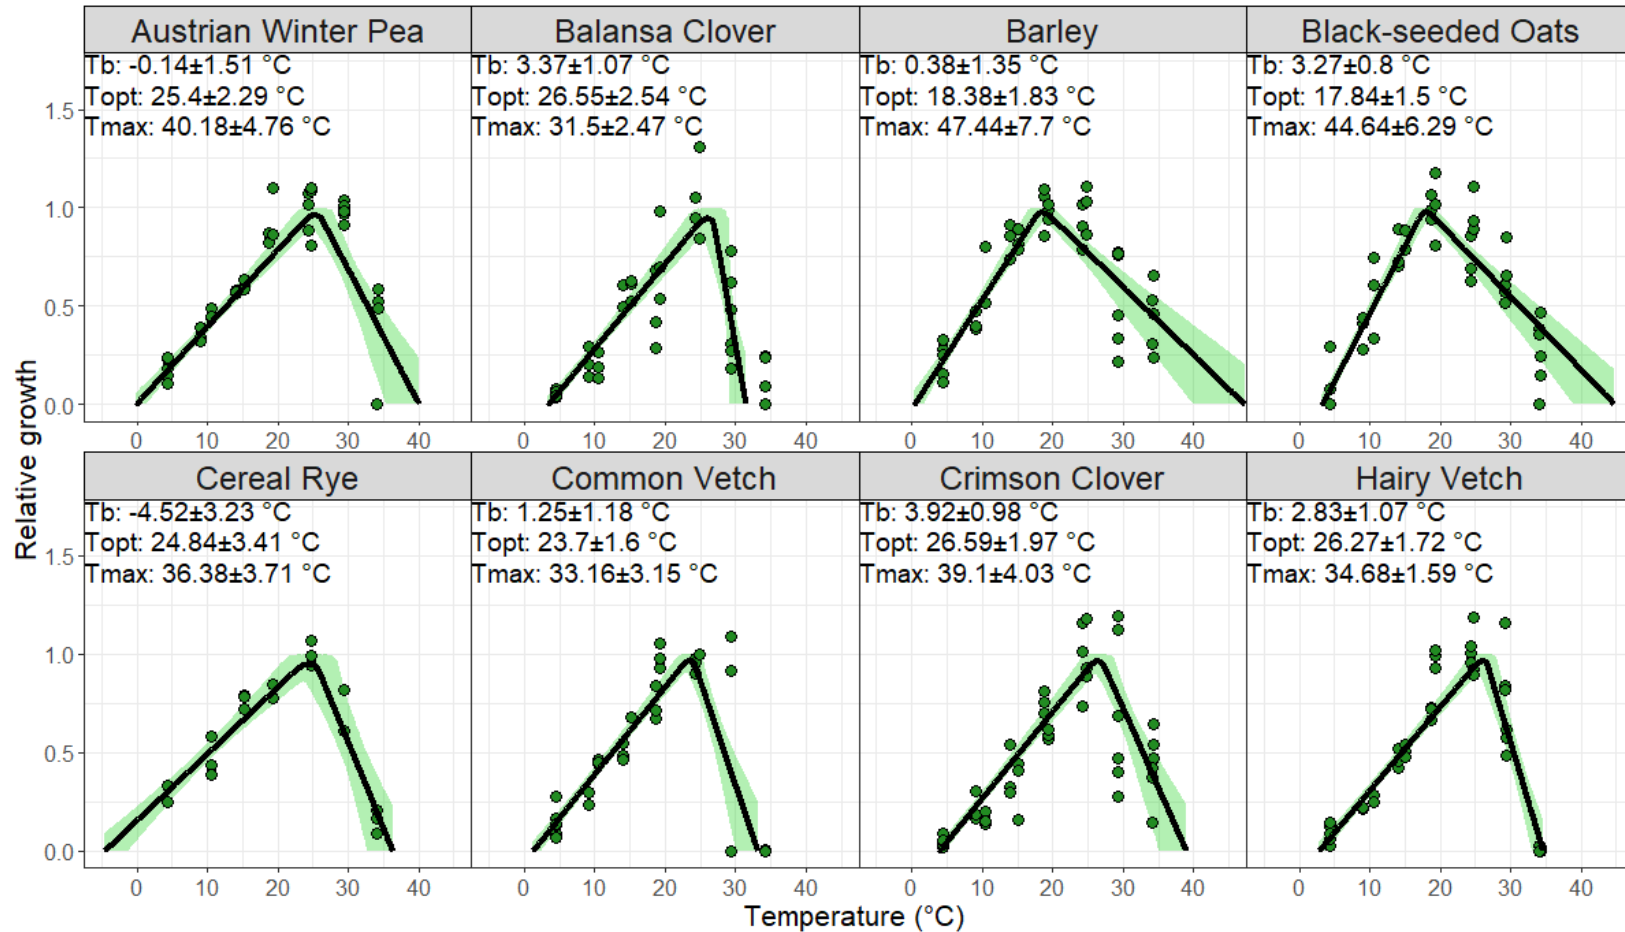 Austrian Winter Pea
Balansa Clover
Barley
Black-seeded Oats
Tb: -0.14±1.51 °C
Topt: 25.4±2.29 °C
Tmax: 40.18±4.76 °C
Tb: 3.37±1.07 °C
Topt: 26.55±2.54 °C
Tmax: 31.5±2.47 °C
Tb: 0.38±1.35 °C
Topt: 18.38±1.83 °C
Tmax: 47.44±7.7 °C
Tb: 3.27±0.8 °C
Topt: 17.84±1.5 °C
Tmax: 44.64±6.29 °C
1.5
1.0
0.5
0.0
0 10 20 30 40
0 10 20 30 40
0 10 20 30 40
0 10 20 30 40
Relative growth
Cereal Rye
Common Vetch
Crimson Clover
Hairy Vetch
Tb: -4.52±3.23 °C
Topt: 24.84±3.41 °C
Tmax: 36.38±3.71 °C
Tb: 1.25±1.18 °C
Topt: 23.7±1.6 °C
Tmax: 33.16±3.15 °C
Tb: 3.92±0.98 °C
Topt: 26.59±1.97 °C
Tmax: 39.1±4.03 °C
Tb: 2.83±1.07 °C
Topt: 26.27±1.72 °C
Tmax: 34.68±1.59 °C
1.5
1.0
0.5
0.0
0 10 20 30 40
0 10 20 30 40
0 10 20 30 40
0 10 20 30 40
Temperature (°C)